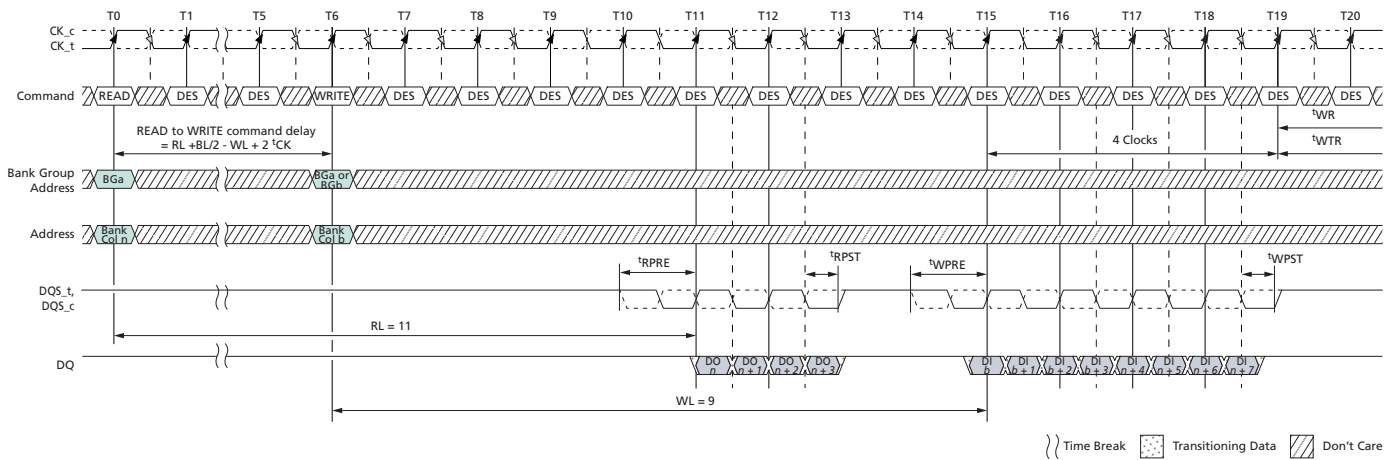 T0 T1 T5 T6 T7 T8 T9 T10 T11 T12 T13 T14 T15 T16 T17 T18 T19 T20
CK_c
CK_t
Command READ DES DES WRITE DES DES DES DES DES DES DES DES DES DES DES DES DES DES
tWR
READ to WRITE command delay
= RL +BL/2 - WL + 2 tCK
4 Clocks
tWTR
Bank Group
Address
BGa
BGa or
BGb
Address
Bank
Col n
Bank
Col b
tRPRE tRPST tWPRE tWPST
DQS_t,
DQS_c
RL = 11
DQ
DO
n
DO
n + 1
DO
n + 2
DO
n + 3
DI
b
DI
b + 1
DI
b + 2
DI
b + 3
DI
n + 4
DI
n + 5
DI
n + 6
DI
n + 7
WL = 9
Time Break Transitioning Data Don't Care